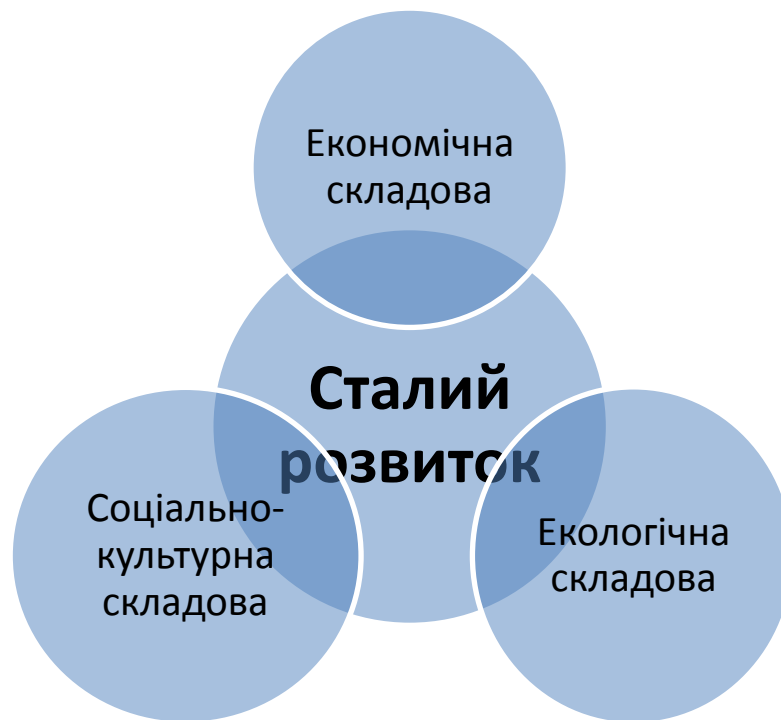 Економічна
складова
Сталий
розвиток
Соціально-
культурна
складова
Екологічна
складова